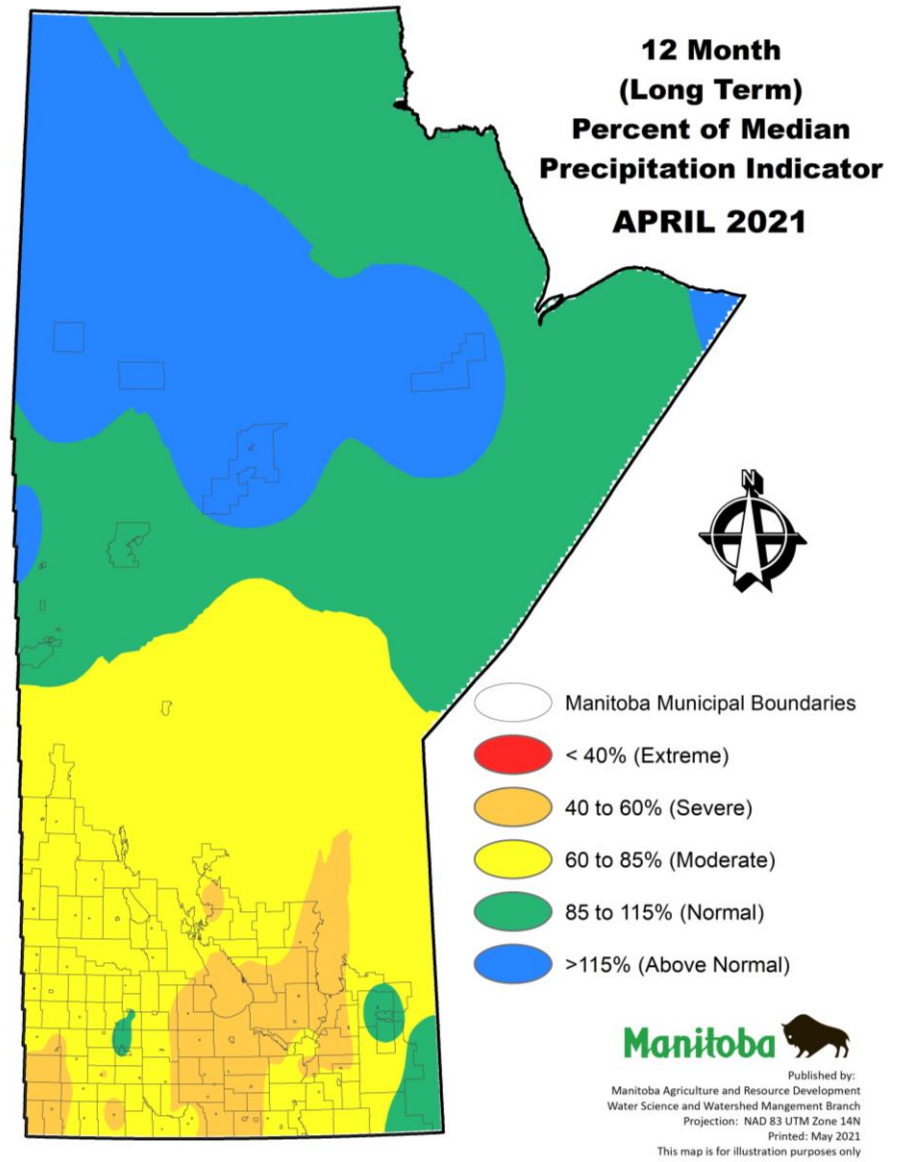 12 Month
(Long Term)
Percent of Median
Precipitation Indicator
APRIL 2021
N
Manitoba Municipal Boundaries
< 40% (Extreme)
40 to 60% (Severe)
60 to 85% (Moderate)
85 to 115% (Normal)
>115% (Above Normal)
Manitoba
Published by:
Manitoba Agriculture and Resource Development
Water Science and Watershed Mangement Branch
Projection: NAD 83 UTM Zone 14N
Printed: May 2021
This map is for illustration purposes only